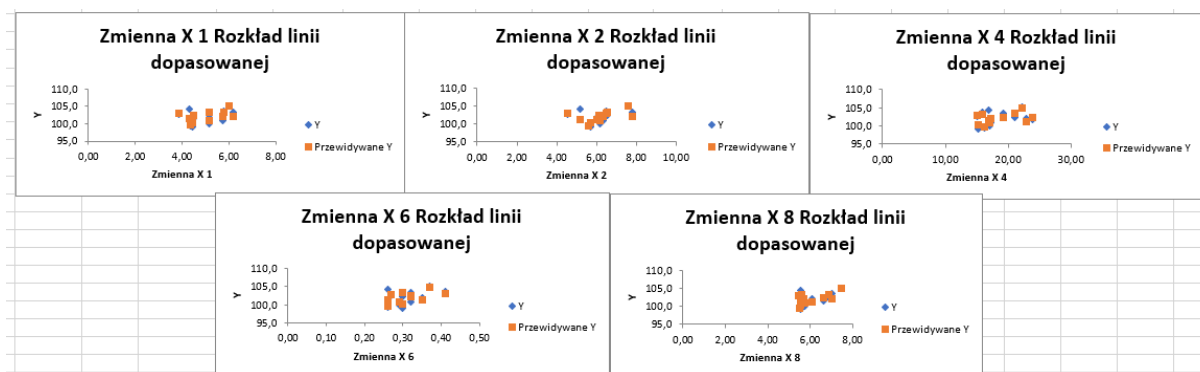 Zmienna X 1 Rozkład linii
dopasowanej
110,0
105,0
100,0
95,0
Y
0,00 2,00 4,00 6,00 8,00
Zmienna X 1
Y
Przewidywane Y
Zmienna X 2 Rozkład linii
dopasowanej
110,0
105,0
100,0
95,0
Y
0,00 2,00 4,00 6,00 8,00 10,00
Zmienna X 2
Y
Przewidywane Y
Zmienna X 4 Rozkład linii
dopasowanej
110,0
105,0
100,0
95,0
Y
0,00 10,00 20,00 30,00
Zmienna X 4
Y
Przewidywane Y
Zmienna X 6 Rozkład linii
dopasowanej
110,0
105,0
100,0
95,0
Y
0,00 0,10 0,20 0,30 0,40 0,50
Zmienna X 6
Y
Przewidywane Y
Zmienna X 8 Rozkład linii
dopasowanej
110,0
105,0
100,0
95,0
Y
0,00 2,00 4,00 6,00 8,00
Zmienna X 8
Y
Przewidywane Y